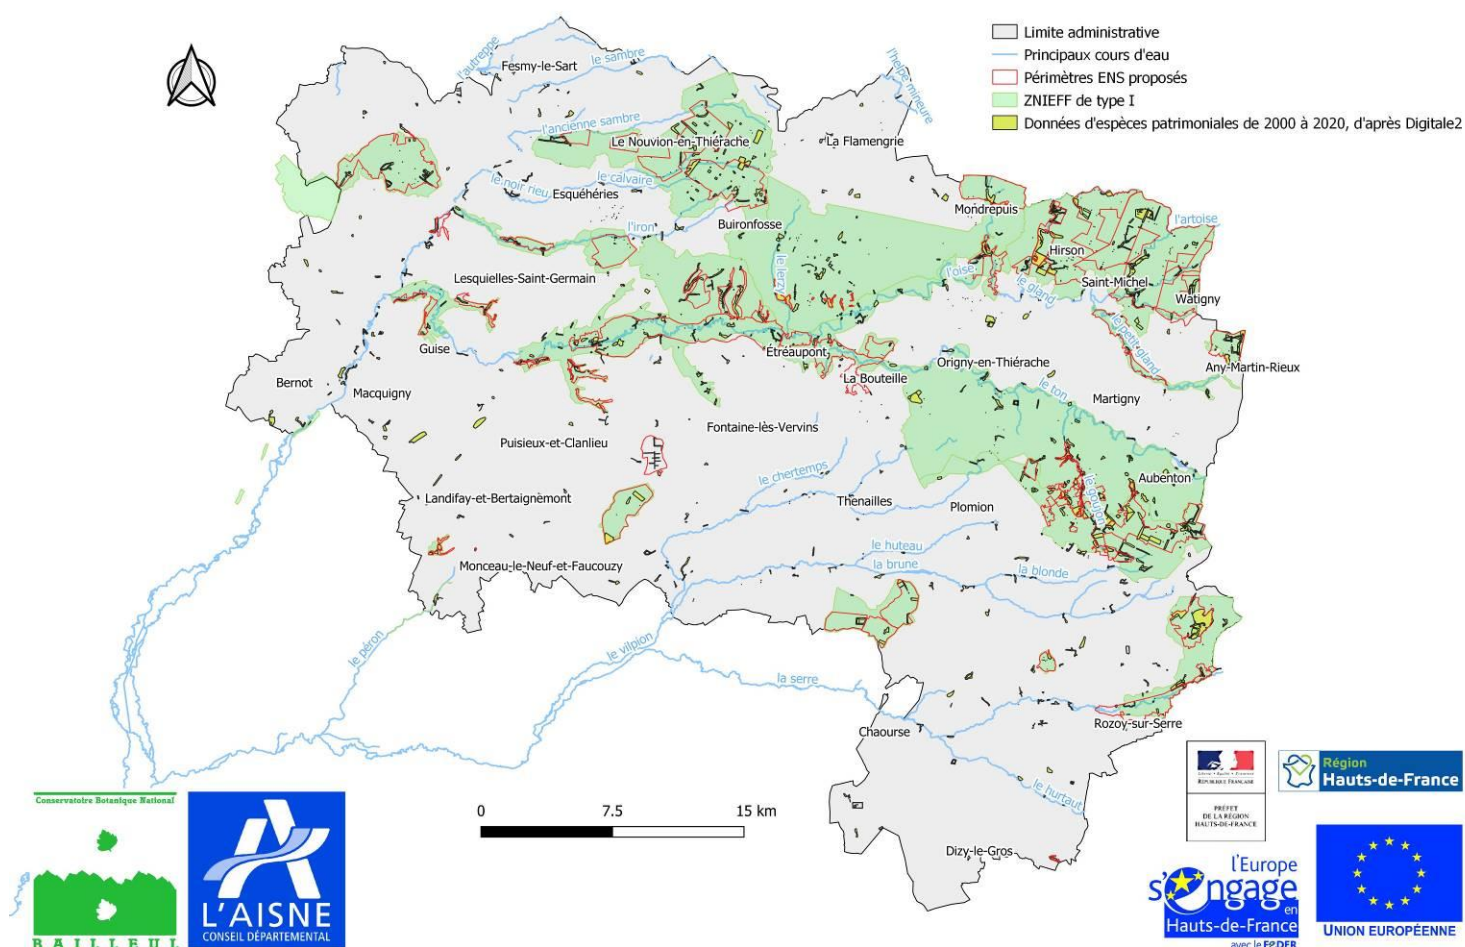 Limite administrative
Principaux cours d'eau
Périmètres ENS proposés
ZNIEFF de type I
Données d'espèces patrimoniales de 2000 à 2020, d'après Digitale2
l'autreppe
Fesmy-le-Sart
le sambre
l'helpe mineure
l'ancienne sambre
Le Nouvion-en-Thiérache
La Flamengrie
le noir rieu
le calvaire
Esquéhéries
Mondrepuis
l'artoise
l'iron
Buironfosse
Hirson
le lerzy
Lesquielles-Saint-Germain
l'oise
Saint-Michel
le gland
Watigny
le petit gland
Guise
Étréaupont
Origny-en-Thiérache
Any-Martin-Rieux
Bernot
Macquigny
La Bouteille
le ton
Martigny
Fontaine-lès-Vervins
Puisieux-et-Clanlieu
le chertemps
Aubenton
le goujon
Landifay-et-Bertaignemont
Thenailles
Plomion
le huteau
Monceau-le-Neuf-et-Faucouzy
la brune
la blonde
le péron
le vilpion
la serre
Rozoy-sur-Serre
Chaourse
le hurtaut
Dizy-le-Gros
0
7.5
15 km
Conservatoire Botanique National
BAILLEUL
L'AISNE
CONSEIL DÉPARTEMENTAL
RÉPUBLIQUE FRANÇAISE
PRÉFET
DE LA RÉGION
HAUTS-DE-FRANCE
Région
Hauts-de-France
l'Europe
s'engage
en
Hauts-de-France
avec le FEDER
UNION EUROPÉENNE